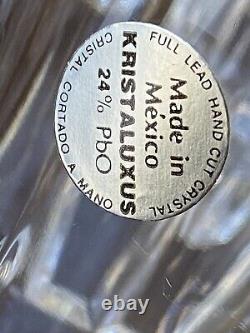 FULL LEAD HAND CUT CRYSTAL
Made in
México
KRISTALUXUS
24% PbO
CRISTAL CORTADO A MANO